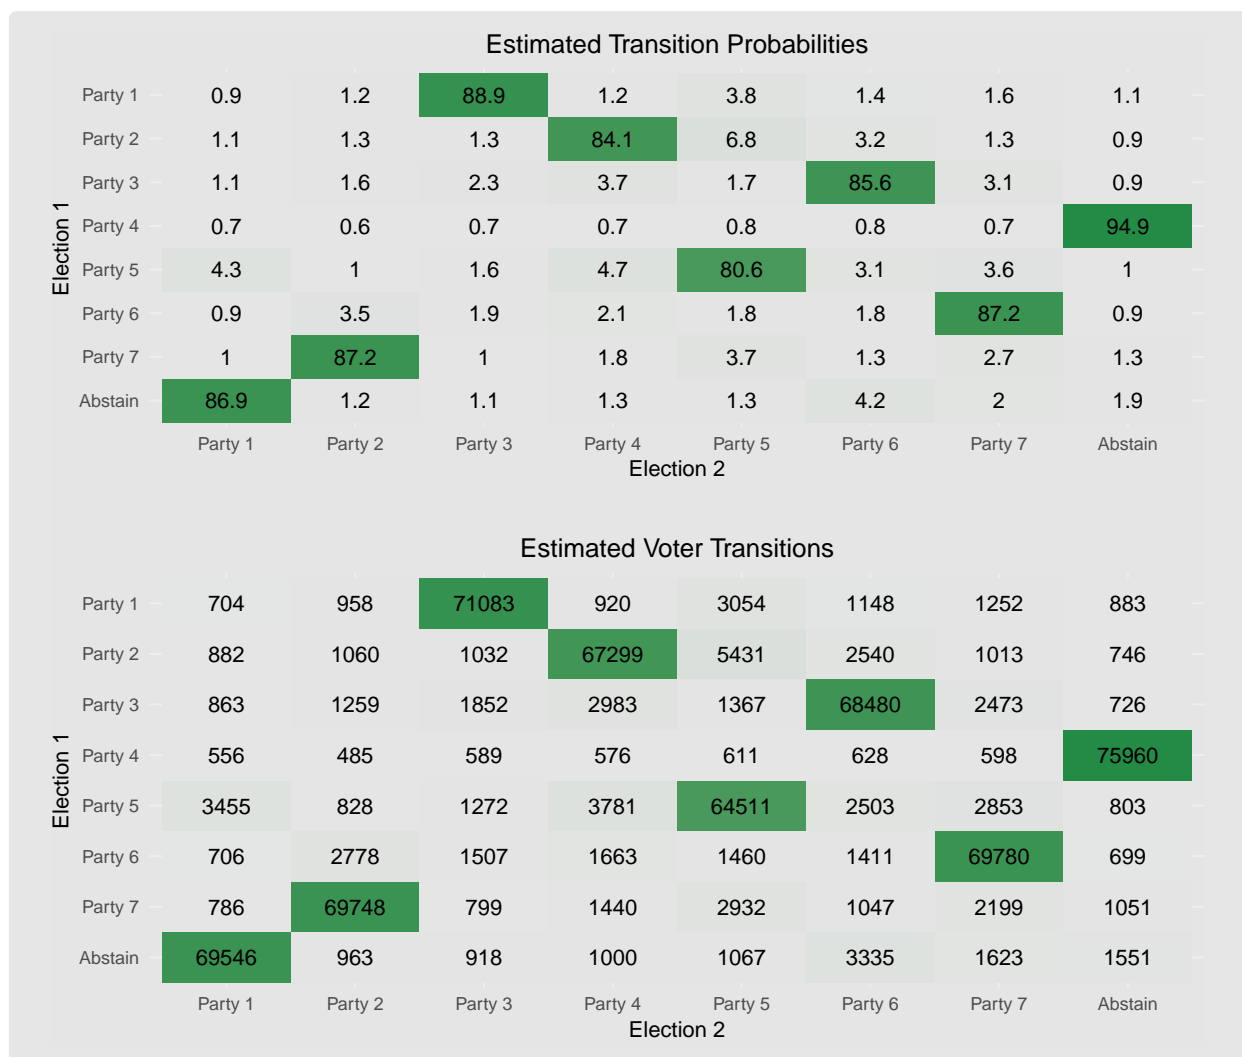 Estimated Transition Probabilities
Election 1
Party 1 0.9 1.2 88.9 1.2 3.8 1.4 1.6 1.1
Party 2 1.1 1.3 1.3 84.1 6.8 3.2 1.3 0.9
Party 3 1.1 1.6 2.3 3.7 1.7 85.6 3.1 0.9
Party 4 0.7 0.6 0.7 0.7 0.8 0.8 0.7 94.9
Party 5 4.3 1 1.6 4.7 80.6 3.1 3.6 1
Party 6 0.9 3.5 1.9 2.1 1.8 1.8 87.2 0.9
Party 7 1 87.2 1 1.8 3.7 1.3 2.7 1.3
Abstain 86.9 1.2 1.1 1.3 1.3 4.2 2 1.9
Party 1 Party 2 Party 3 Party 4 Party 5 Party 6 Party 7 Abstain
Election 2
Estimated Voter Transitions
Election 1
Party 1 704 958 71083 920 3054 1148 1252 883
Party 2 882 1060 1032 67299 5431 2540 1013 746
Party 3 863 1259 1852 2983 1367 68480 2473 726
Party 4 556 485 589 576 611 628 598 75960
Party 5 3455 828 1272 3781 64511 2503 2853 803
Party 6 706 2778 1507 1663 1460 1411 69780 699
Party 7 786 69748 799 1440 2932 1047 2199 1051
Abstain 69546 963 918 1000 1067 3335 1623 1551
Party 1 Party 2 Party 3 Party 4 Party 5 Party 6 Party 7 Abstain
Election 2